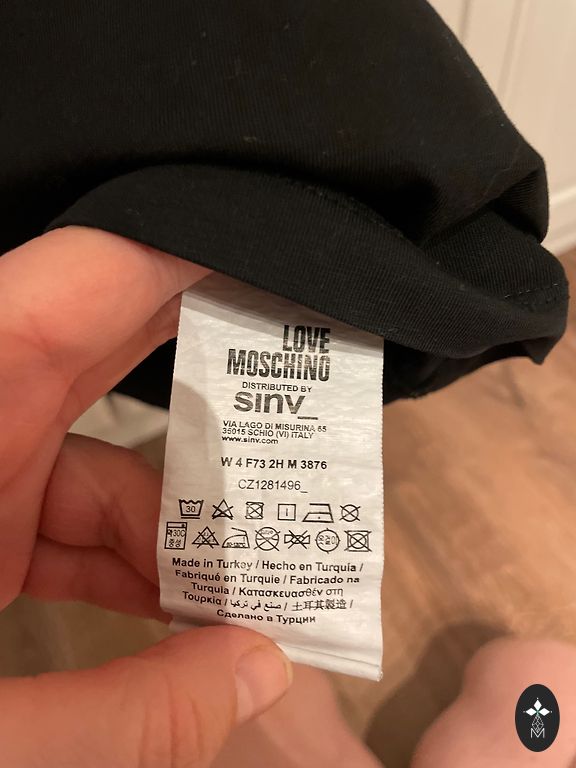 LOVE
MOSCHINO
DISTRIBUTED BY
sinv_
VIA LAGO DI MISURINA 65
36015 SCHIO (VI) ITALY
www.sinv.com
W 4 F73 2H M 3876
CZ1281496_
30
Made in Turkey / Hecho en Turquía /
Fabriqué en Turquie / Fabricado na
Turquia / Κατασκευασθέν στη
Τουρκία / صنع في تركيا / 土耳其製造 /
Сделано в Турции
M